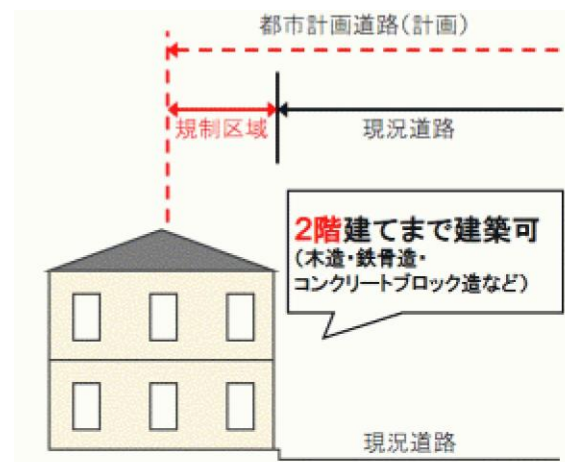 都市計画道路(計画)
規制区域
現況道路
2階建てまで建築可
(木造・鉄骨造・
コンクリートブロック造など)
現況道路